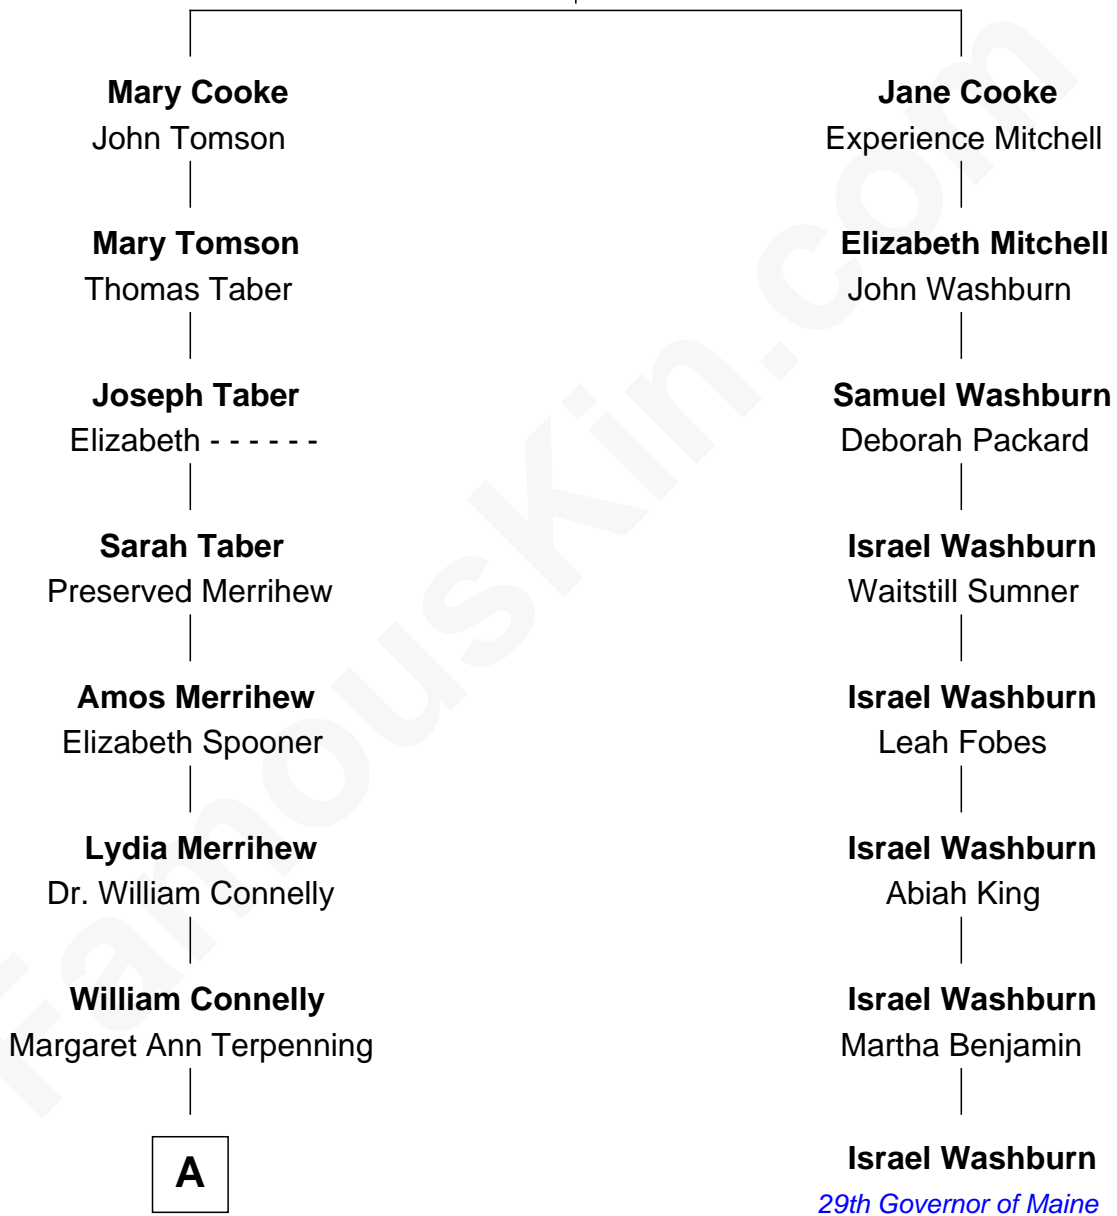 Mary Cooke
John Tomson
Mary Tomson
Thomas Taber
Joseph Taber
Elizabeth - - - - - -
Sarah Taber
Preserved Merrihew
Amos Merrihew
Elizabeth Spooner
Lydia Merrihew
Dr. William Connelly
William Connelly
Margaret Ann Terpenning
A
Jane Cooke
Experience Mitchell
Elizabeth Mitchell
John Washburn
Samuel Washburn
Deborah Packard
Israel Washburn
Waitstill Sumner
Israel Washburn
Leah Fobes
Israel Washburn
Abiah King
Israel Washburn
Martha Benjamin
Israel Washburn
29th Governor of Maine
FamousKin.com